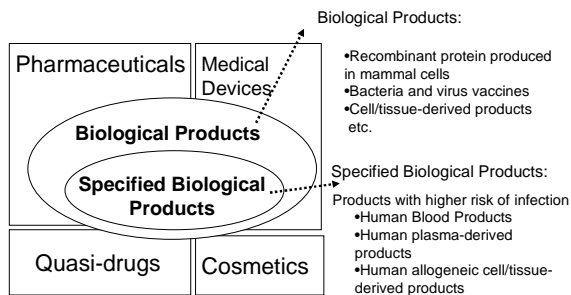 Pharmaceuticals
Medical
Devices
Biological Products
Specified Biological
Products
Quasi-drugs
Cosmetics
Biological Products:
•Recombinant protein produced
in mammal cells
•Bacteria and virus vaccines
•Cell/tissue-derived products
etc.
Specified Biological Products:
Products with higher risk of infection
•Human Blood Products
•Human plasma-derived
products
•Human allogeneic cell/tissue-
derived products